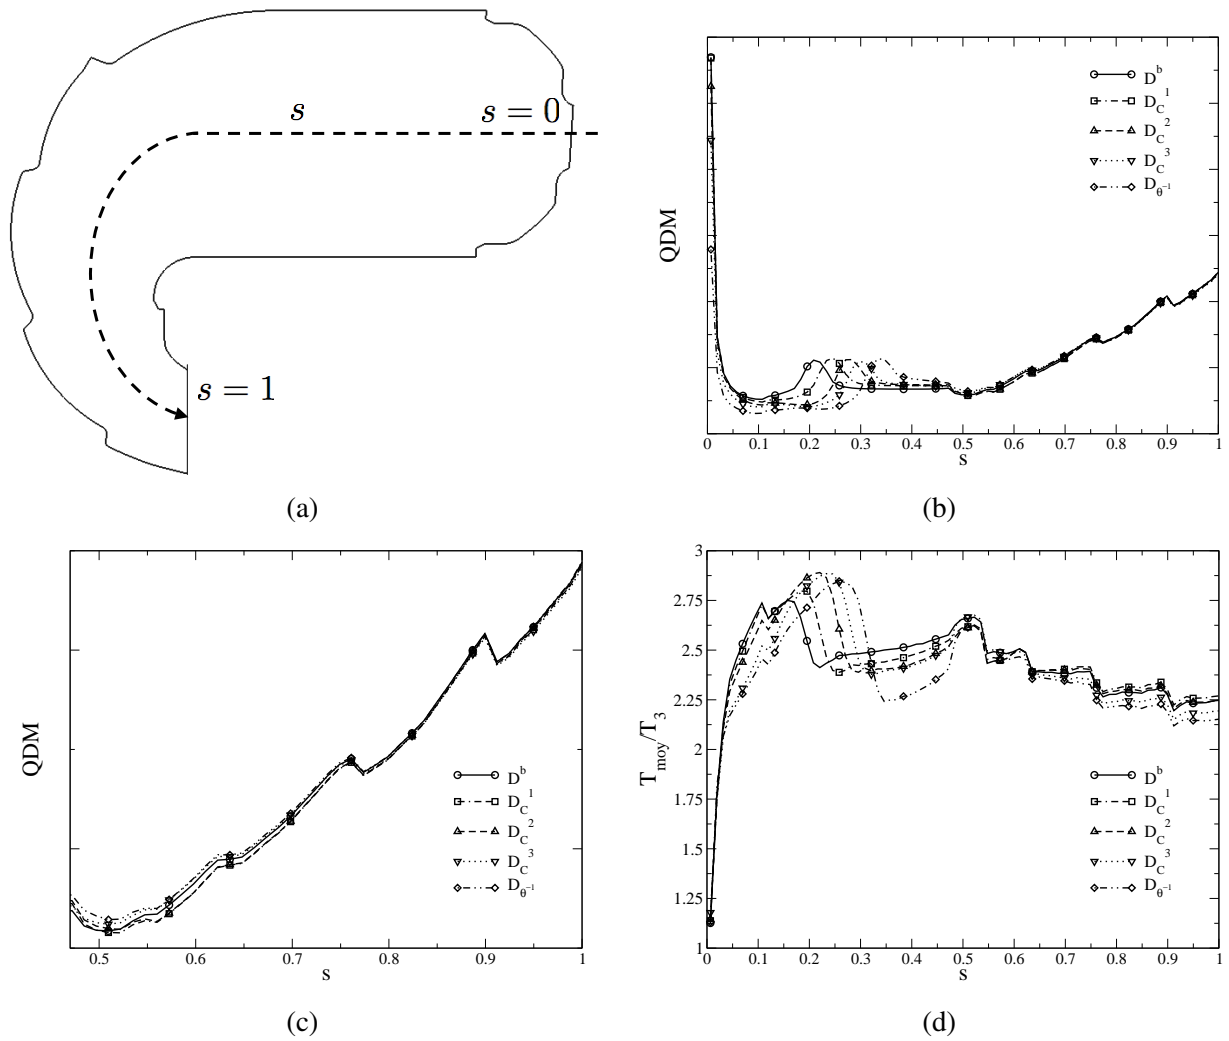 s
s = 0
s = 1
(a)
QDM
D^b
D_C^1
D_C^2
D_C^3
D_θ^-1
0 0.1 0.2 0.3 0.4 0.5 0.6 0.7 0.8 0.9 1
s
(b)
QDM
D^b
D_C^1
D_C^2
D_C^3
D_θ^-1
0.5 0.6 0.7 0.8 0.9 1
s
(c)
3
2.75
2.5
2.25
2
1.75
1.5
1.25
1
T_moy/T_3
D^b
D_C^1
D_C^2
D_C^3
D_θ^-1
0 0.1 0.2 0.3 0.4 0.5 0.6 0.7 0.8 0.9 1
s
(d)